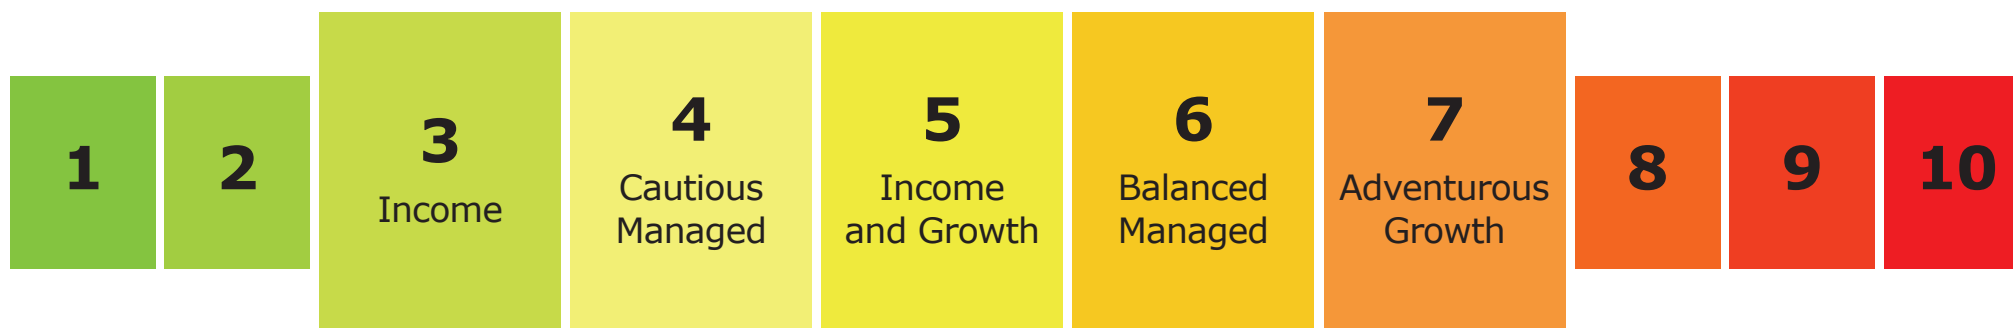 1
2
3
Income
4
Cautious
Managed
5
Income
and Growth
6
Balanced
Managed
7
Adventurous
Growth
8
9
10